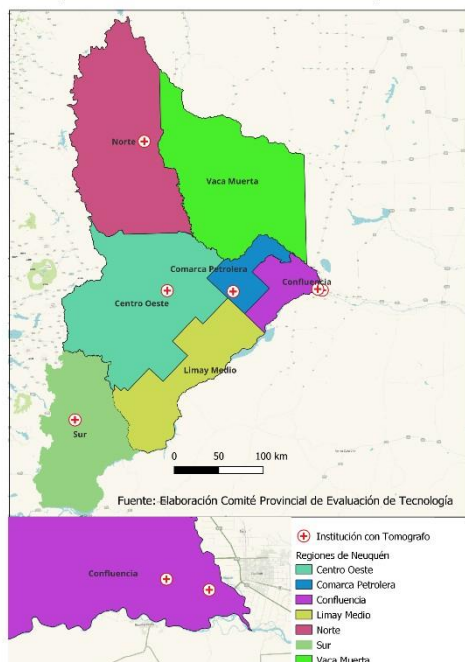 Norte
Vaca Muerta
Comarca Petrolera
Confluencia
Centro Oeste
Limay Medio
Sur
0 50 100 km
Fuente: Elaboración Comité Provincial de Evaluación de Tecnología
Confluencia
Institución con Tomografo
Regiones de Neuquén
Centro Oeste
Comarca Petrolera
Confluencia
Limay Medio
Norte
Sur
Vaca Muerta